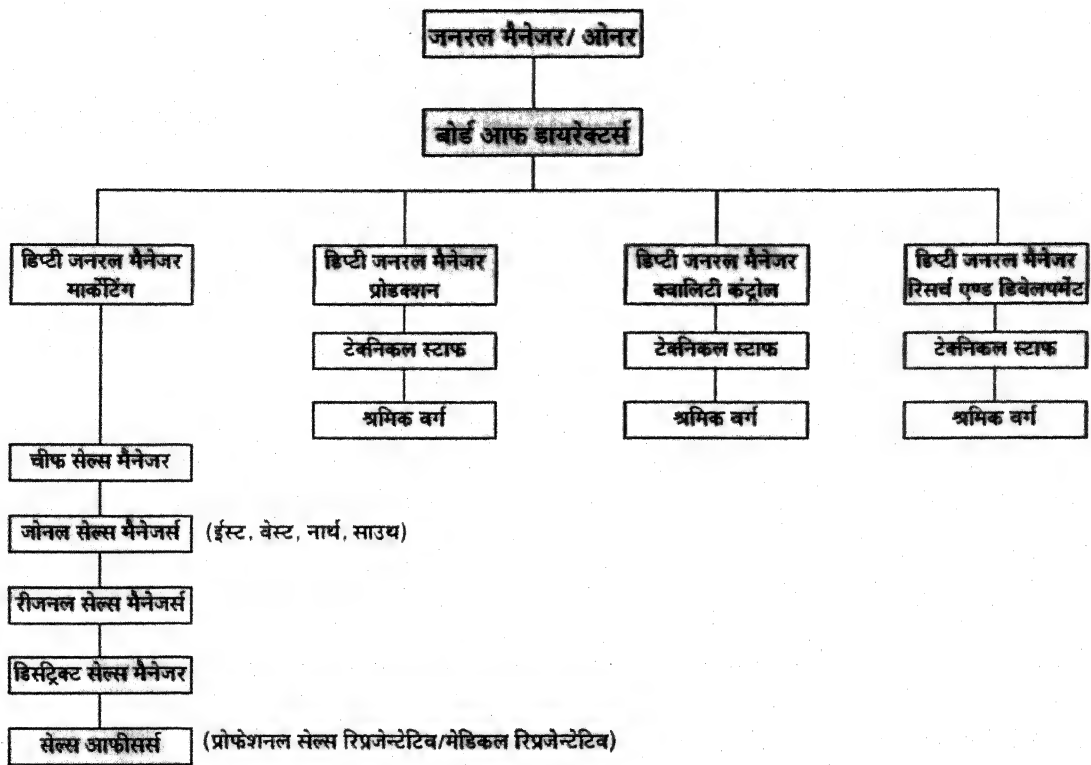 जनरल मैनेजर/ ओनर
बोर्ड आफ डायरेक्टर्स
डिप्टी जनरल मैनेजर
मार्केटिंग
डिप्टी जनरल मैनेजर
प्रोडक्शन
डिप्टी जनरल मैनेजर
क्वालिटी कंट्रोल
डिप्टी जनरल मैनेजर
रिसर्च एण्ड डिवेलपमेंट
टेक्निकल स्टाफ
टेक्निकल स्टाफ
टेक्निकल स्टाफ
श्रमिक वर्ग
श्रमिक वर्ग
श्रमिक वर्ग
चीफ सेल्स मैनेजर
जोनल सेल्स मैनेजर्स (ईस्ट, वेस्ट, नार्थ, साउथ)
रीजनल सेल्स मैनेजर्स
डिसट्रिक्ट सेल्स मैनेजर
सेल्स आफीसर्स (प्रोफेशनल सेल्स रिप्रजेन्टेटिव/मेडिकल रिप्रजेन्टेटिव)